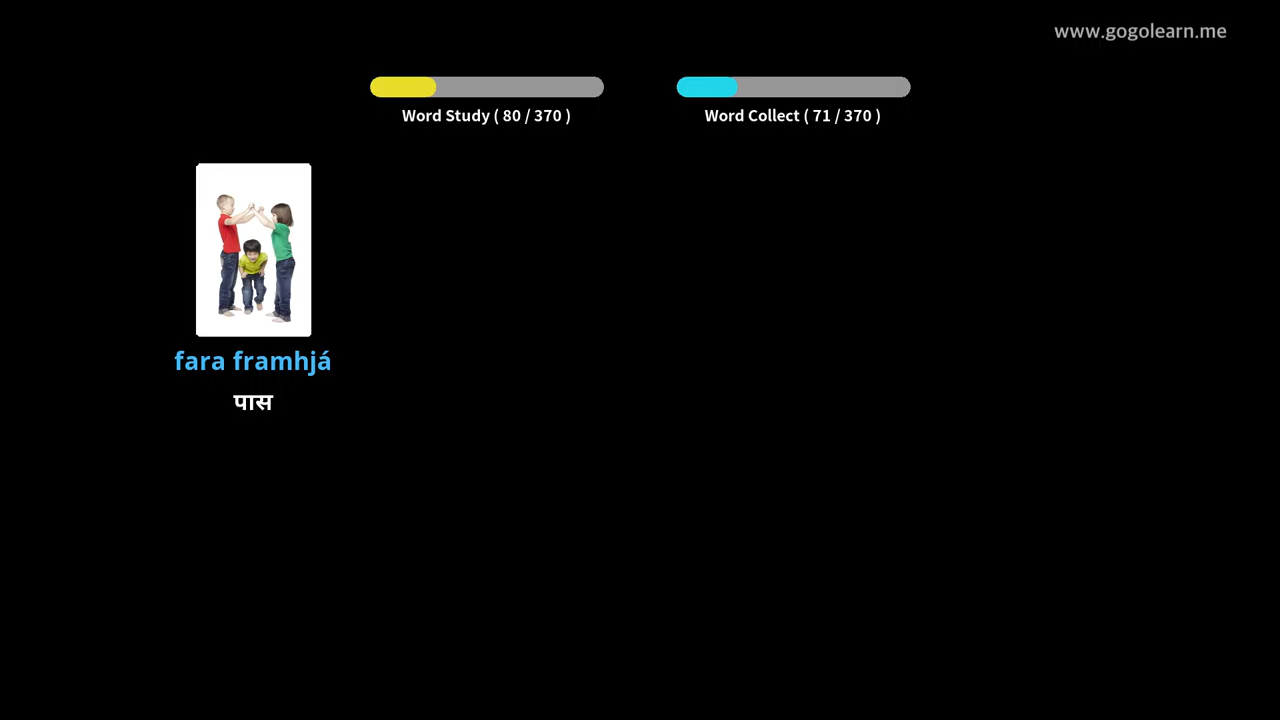 www.gogolearn.me
Word Study ( 80 / 370 )
Word Collect ( 71 / 370 )
fara framhjá
पास